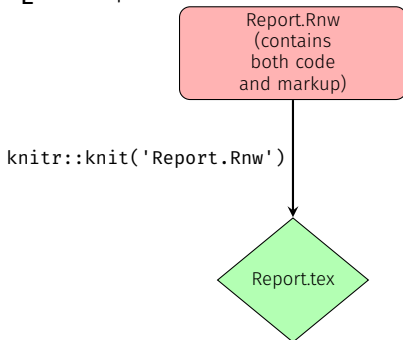 Report.Rnw
(contains
both code
and markup)
knitr::knit('Report.Rnw')
Report.tex